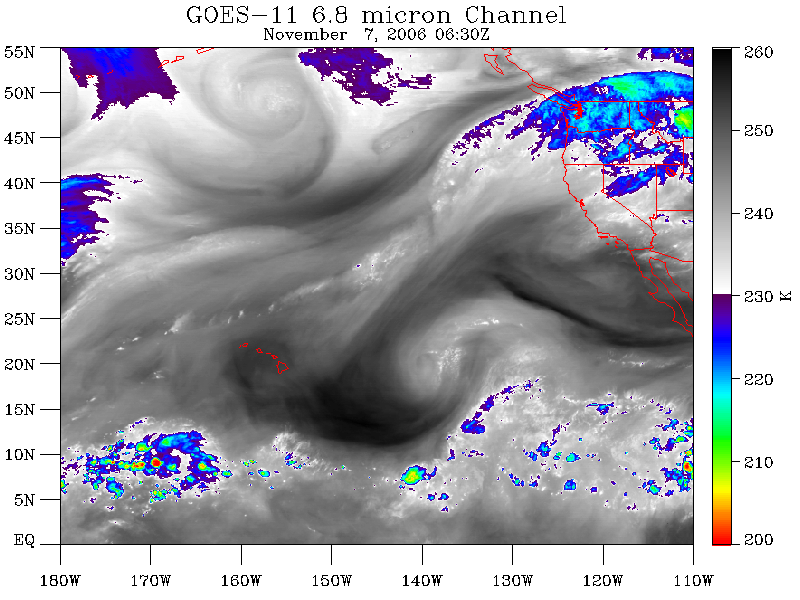 GOES-11 6.8 micron Channel
November 7, 2006 06:30Z
55N
50N
45N
40N
35N
30N
25N
20N
15N
10N
5N
EQ
180W 170W 160W 150W 140W 130W 120W 110W
260
250
240
230
220
210
200
K